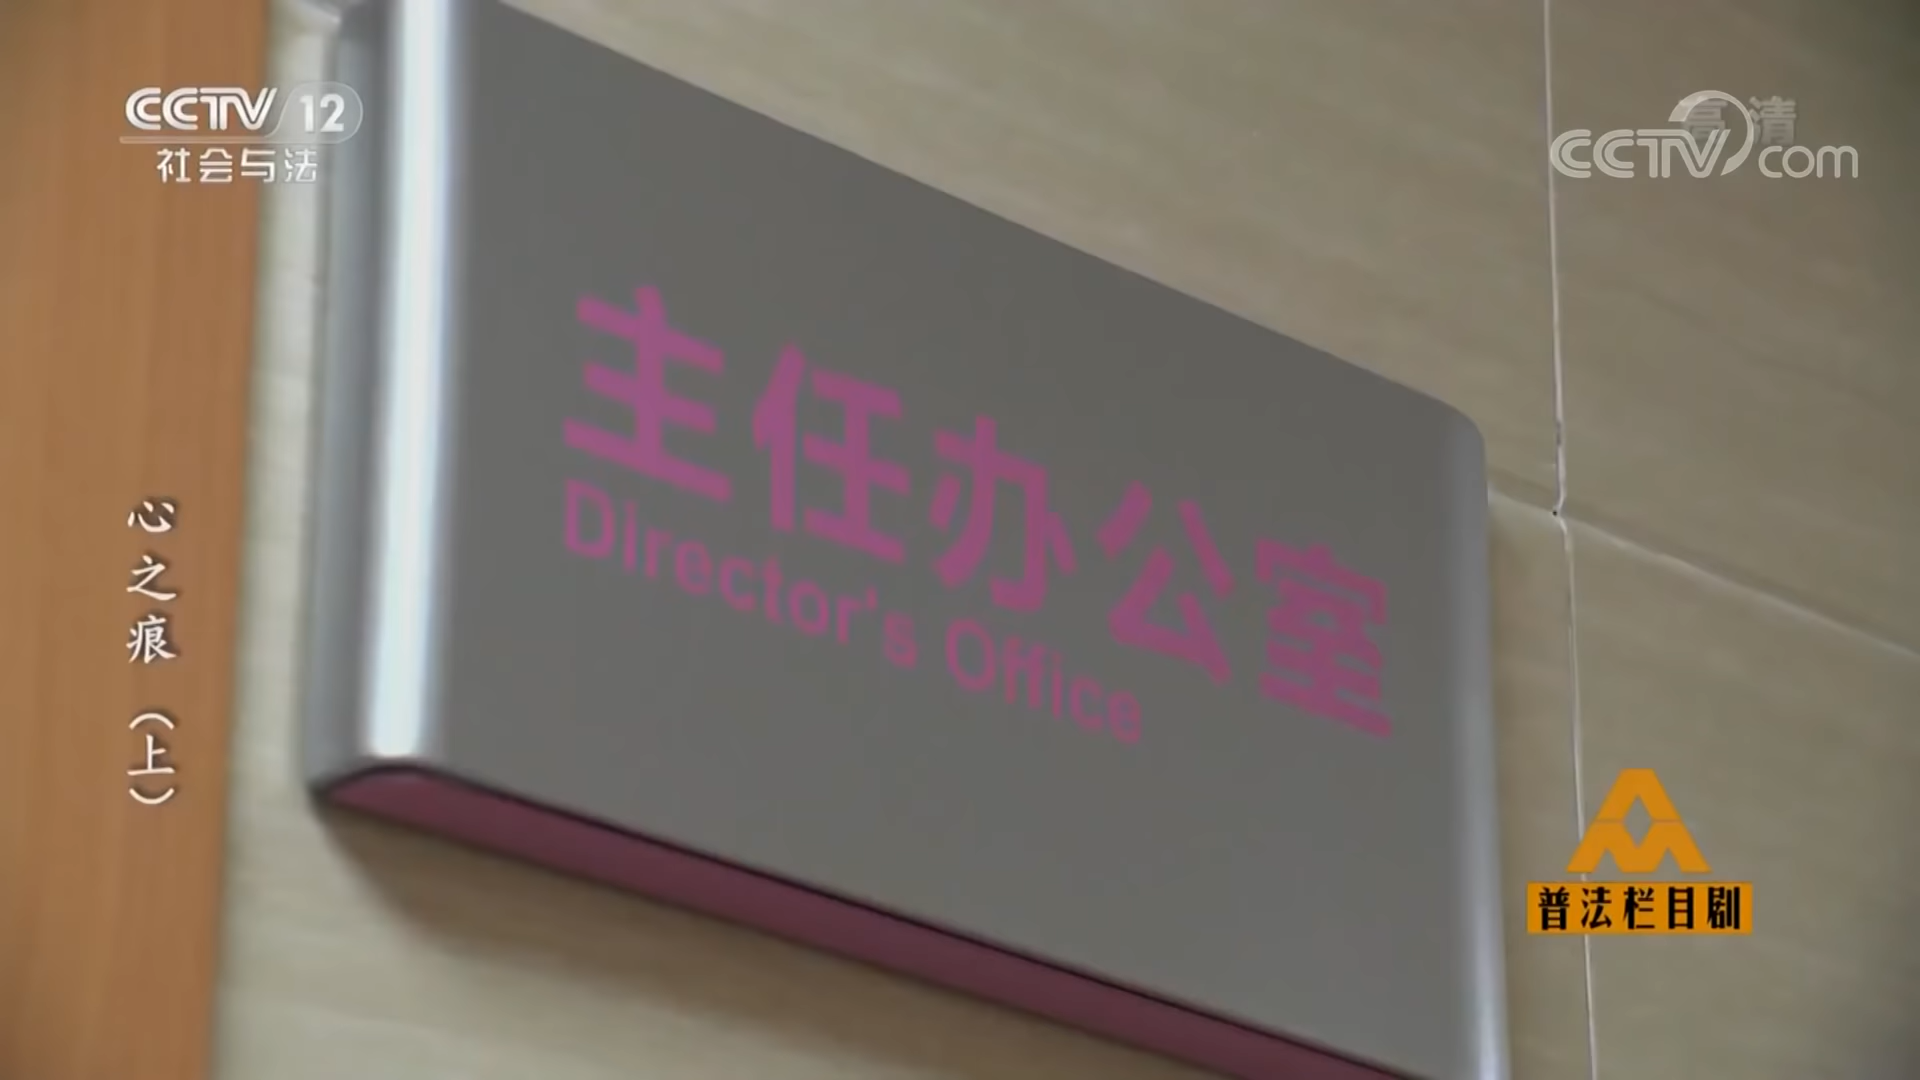 CCTV 12
社会与法
高清
CCTV.com
主任办公室
Director's Office
心之痕（上）
普法栏目剧